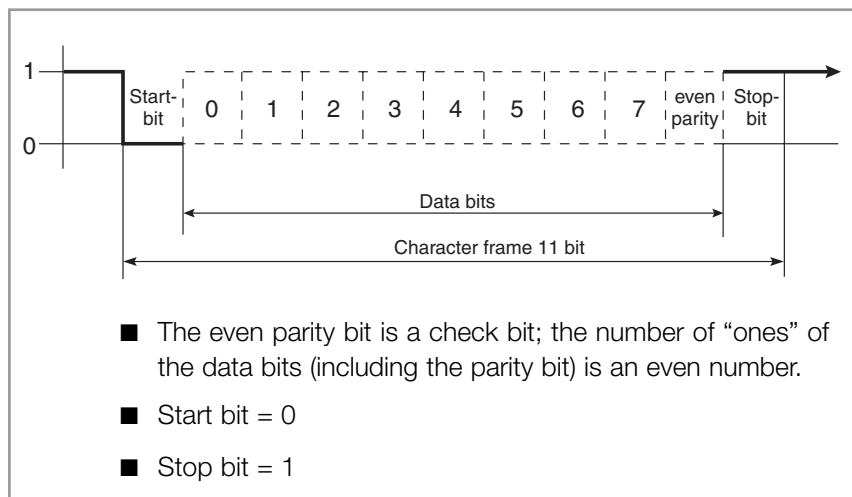 1
0
Start-
bit
0 1 2 3 4 5 6 7
even
parity
Stop-
bit
Data bits
Character frame 11 bit
■ The even parity bit is a check bit; the number of “ones” of
the data bits (including the parity bit) is an even number.
■ Start bit = 0
■ Stop bit = 1